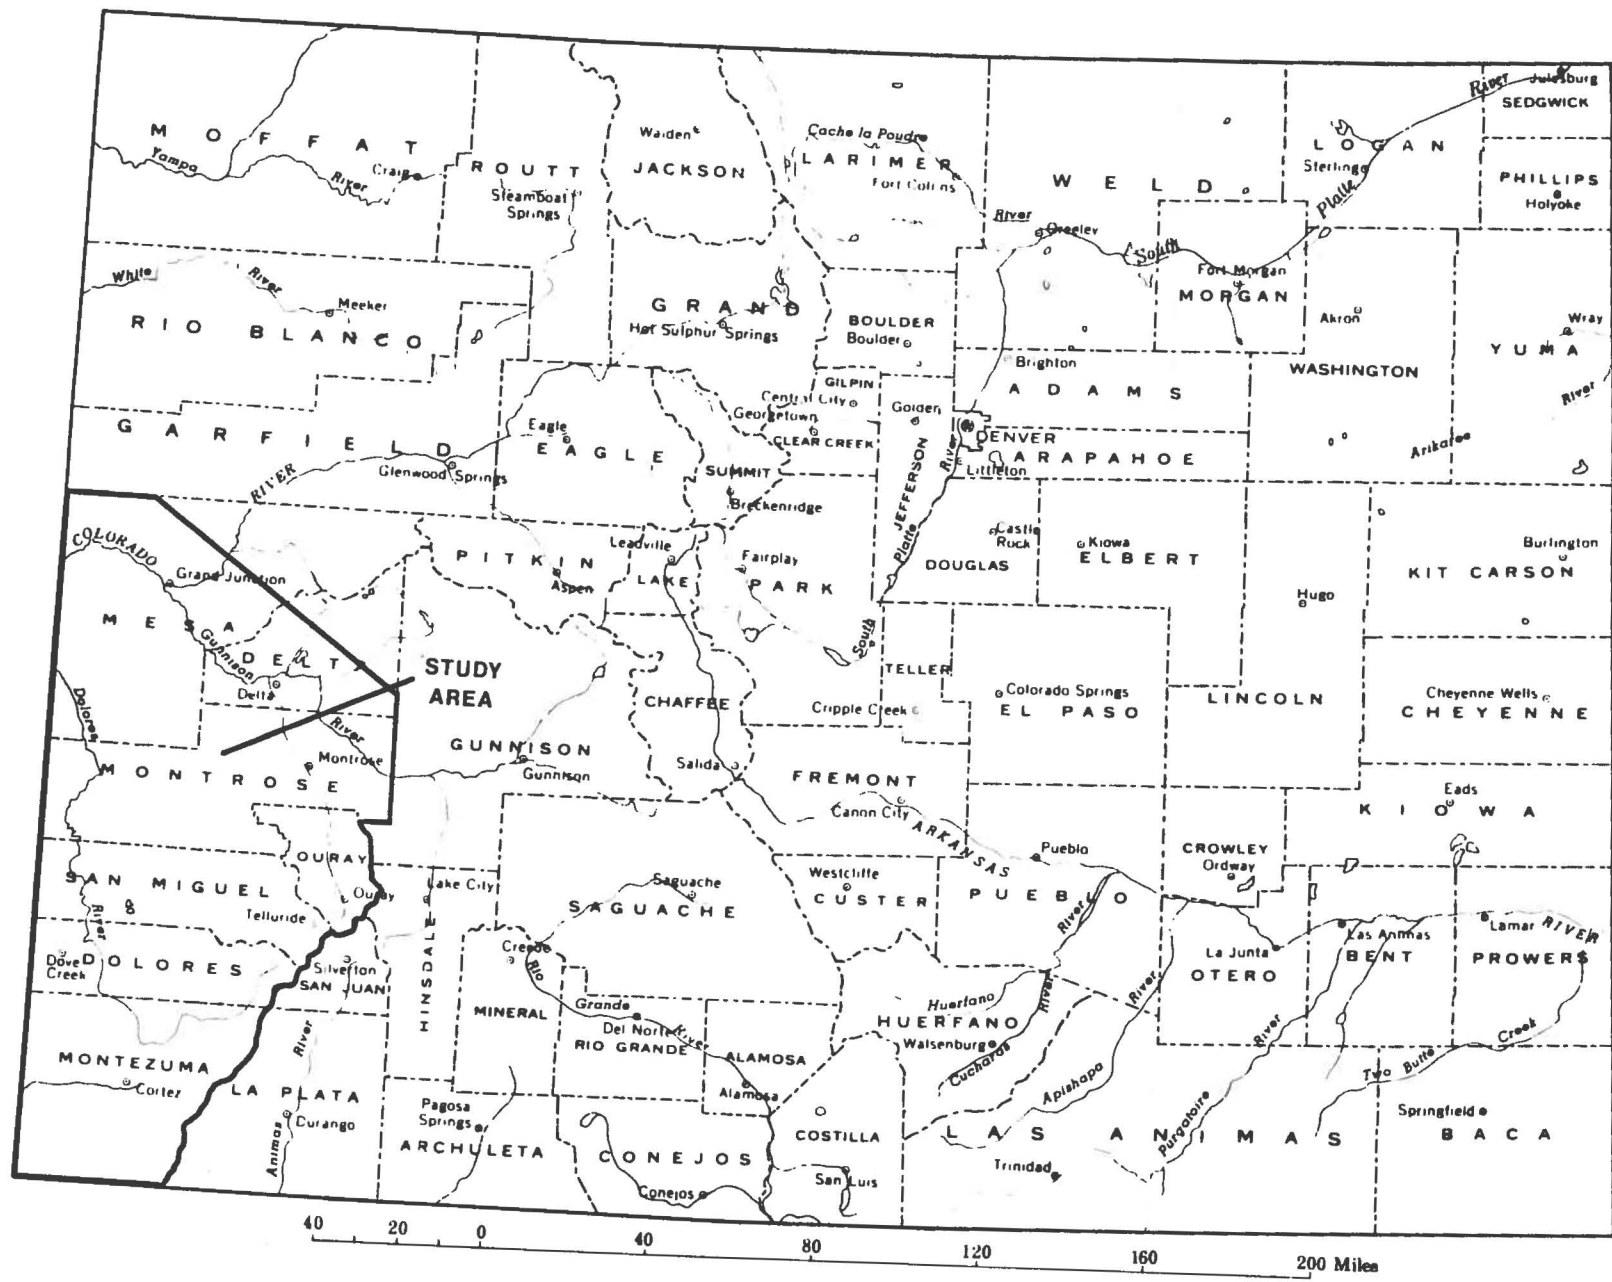 Julesburg
River
SEDGWICK
MOFFAT
Walden
Cache la Poudre
LOGAN
Yampa
Craig
ROUTT
JACKSON
LARIMER
Sterling
River
Steamboat
Springs
Fort Collins
WELD
Platte
PHILLIPS
Holyoke
River
Greeley
South
White
River
Meeker
Fort Morgan
MORGAN
RIO BLANCO
GRAND
Hot Sulphur Springs
BOULDER
Boulder
Akron
Wray
YUMA
Brighton
WASHINGTON
River
GILPIN
Central City
ADAMS
Georgetown
Golden
GARFIELD
Eagle
EAGLE
CLEAR CREEK
JEFFERSON
River
DENVER
Arikaree
Glenwood Springs
SUMMIT
Littleton
ARAPAHOE
RIVER
Breckenridge
COLORADO
Leadville
PITKIN
Fairplay
Castle
Rock
Kiowa
ELBERT
Burlington
Grand Junction
Aspen
LAKE
PARK
Platte
DOUGLAS
KIT CARSON
Hugo
MESA
Gunnison
South
DELTA
STUDY
AREA
TELLER
Delta
Dolores
CHAFFEE
Cripple Creek
Colorado Springs
EL PASO
LINCOLN
Cheyenne Wells
CHEYENNE
River
GUNNISON
Montrose
Gunnison
Salida
FREMONT
MONTROSE
Canon City
Eads
KIOWA
ARKANSAS
Pueblo
CROWLEY
Ordway
OURAY
SAN MIGUEL
Ouray
Lake City
Saguache
Westcliffe
CUSTER
PUEBLO
River
Telluride
SAGUACHE
River
Las Animas
Lamar
RIVER
Dove
Creek
DOLORES
Silverton
SAN JUAN
HINSDALE
Creede
Rio
La Junta
OTERO
BENT
PROWERS
MINERAL
Grande
Huerfano
River
River
Del Norte
River
RIO GRANDE
HUERFANO
Walsenburg
River
Creek
River
MONTEZUMA
ALAMOSA
Cucharas
Two Butte
Cortez
LA PLATA
Alamosa
Apishapa
Pagosa
Springs
Purgatoire
Springfield
Animas
Durango
ARCHULETA
CONEJOS
COSTILLA
LAS ANIMAS
BACA
Conejos
San Luis
Trinidad
40 20 0 40 80 120 160 200 Miles